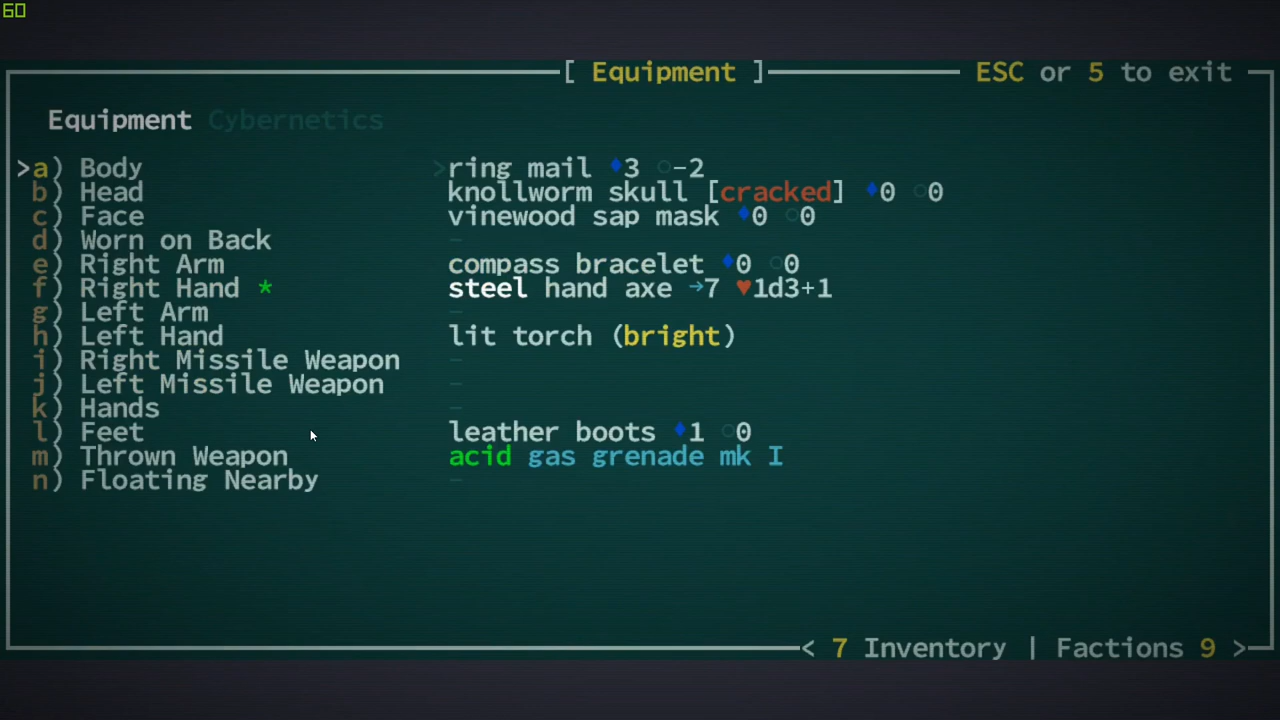 60
[ Equipment ] ESC or 5 to exit
Equipment Cybernetics
>a) Body >ring mail ♦3 ○-2
b) Head knollworm skull [cracked] ♦0 ○0
c) Face vinewood sap mask ♦0 ○0
d) Worn on Back -
e) Right Arm compass bracelet ♦0 ○0
f) Right Hand * steel hand axe →7 ♥1d3+1
g) Left Arm -
h) Left Hand lit torch (bright)
i) Right Missile Weapon -
j) Left Missile Weapon -
k) Hands -
l) Feet leather boots ♦1 ○0
m) Thrown Weapon acid gas grenade mk I
n) Floating Nearby -
< 7 Inventory | Factions 9 >